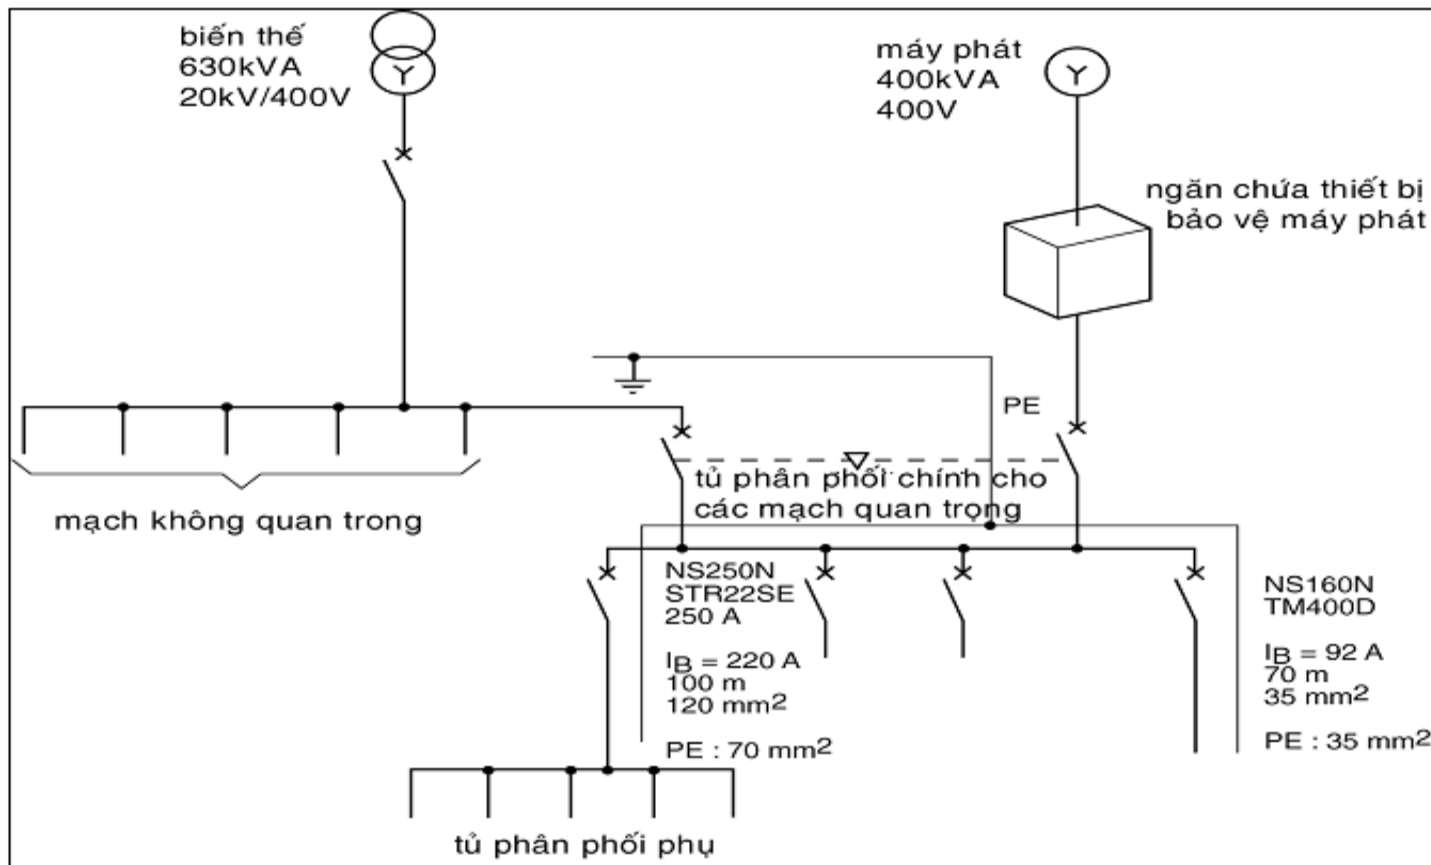 biến thế
630kVA
20kV/400V
Y
máy phát
400kVA
400V
Y
ngăn chứa thiết bị
bảo vệ máy phát
PE
tủ phân phối chính cho
các mạch quan trọng
mạch không quan trong
NS250N
STR22SE
250 A
IB = 220 A
100 m
120 mm2
PE : 70 mm2
NS160N
TM400D
IB = 92 A
70 m
35 mm2
PE : 35 mm2
tủ phân phối phụ